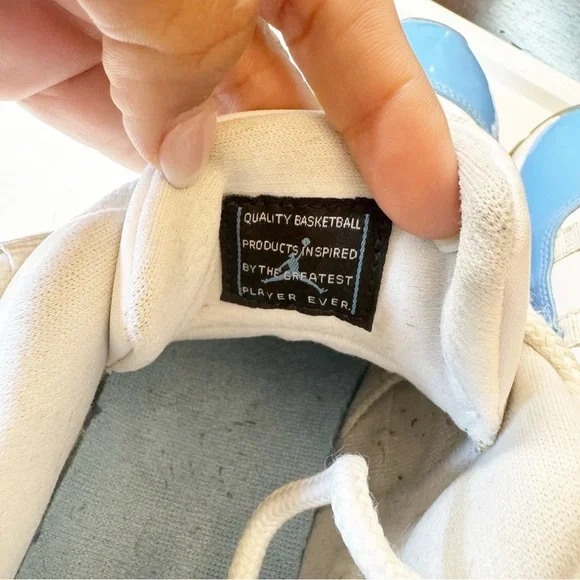 QUALITY BASKETBALL
PRODUCTS INSPIRED
BY THE GREATEST
PLAYER EVER.